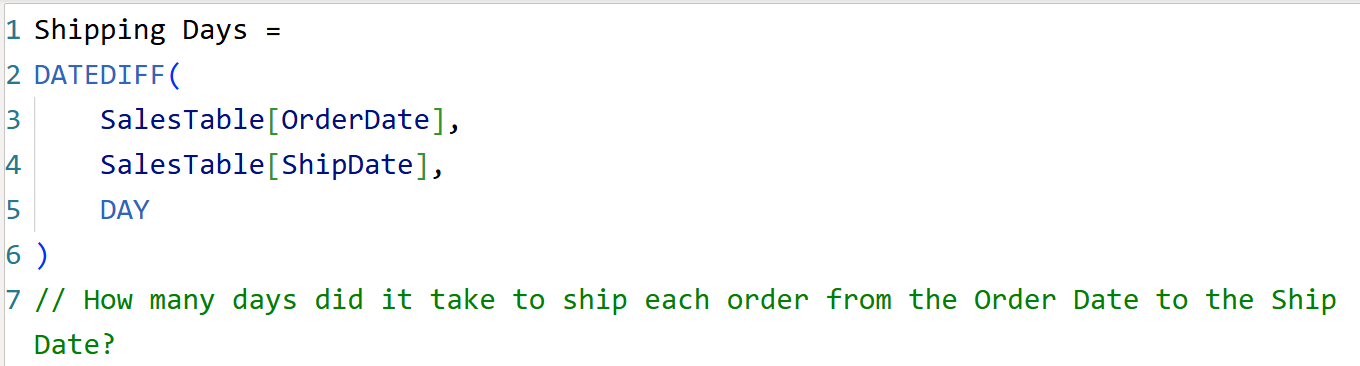 1 Shipping Days =
2 DATEDIFF(
3 SalesTable[OrderDate],
4 SalesTable[ShipDate],
5 DAY
6 )
7 // How many days did it take to ship each order from the Order Date to the Ship
Date?